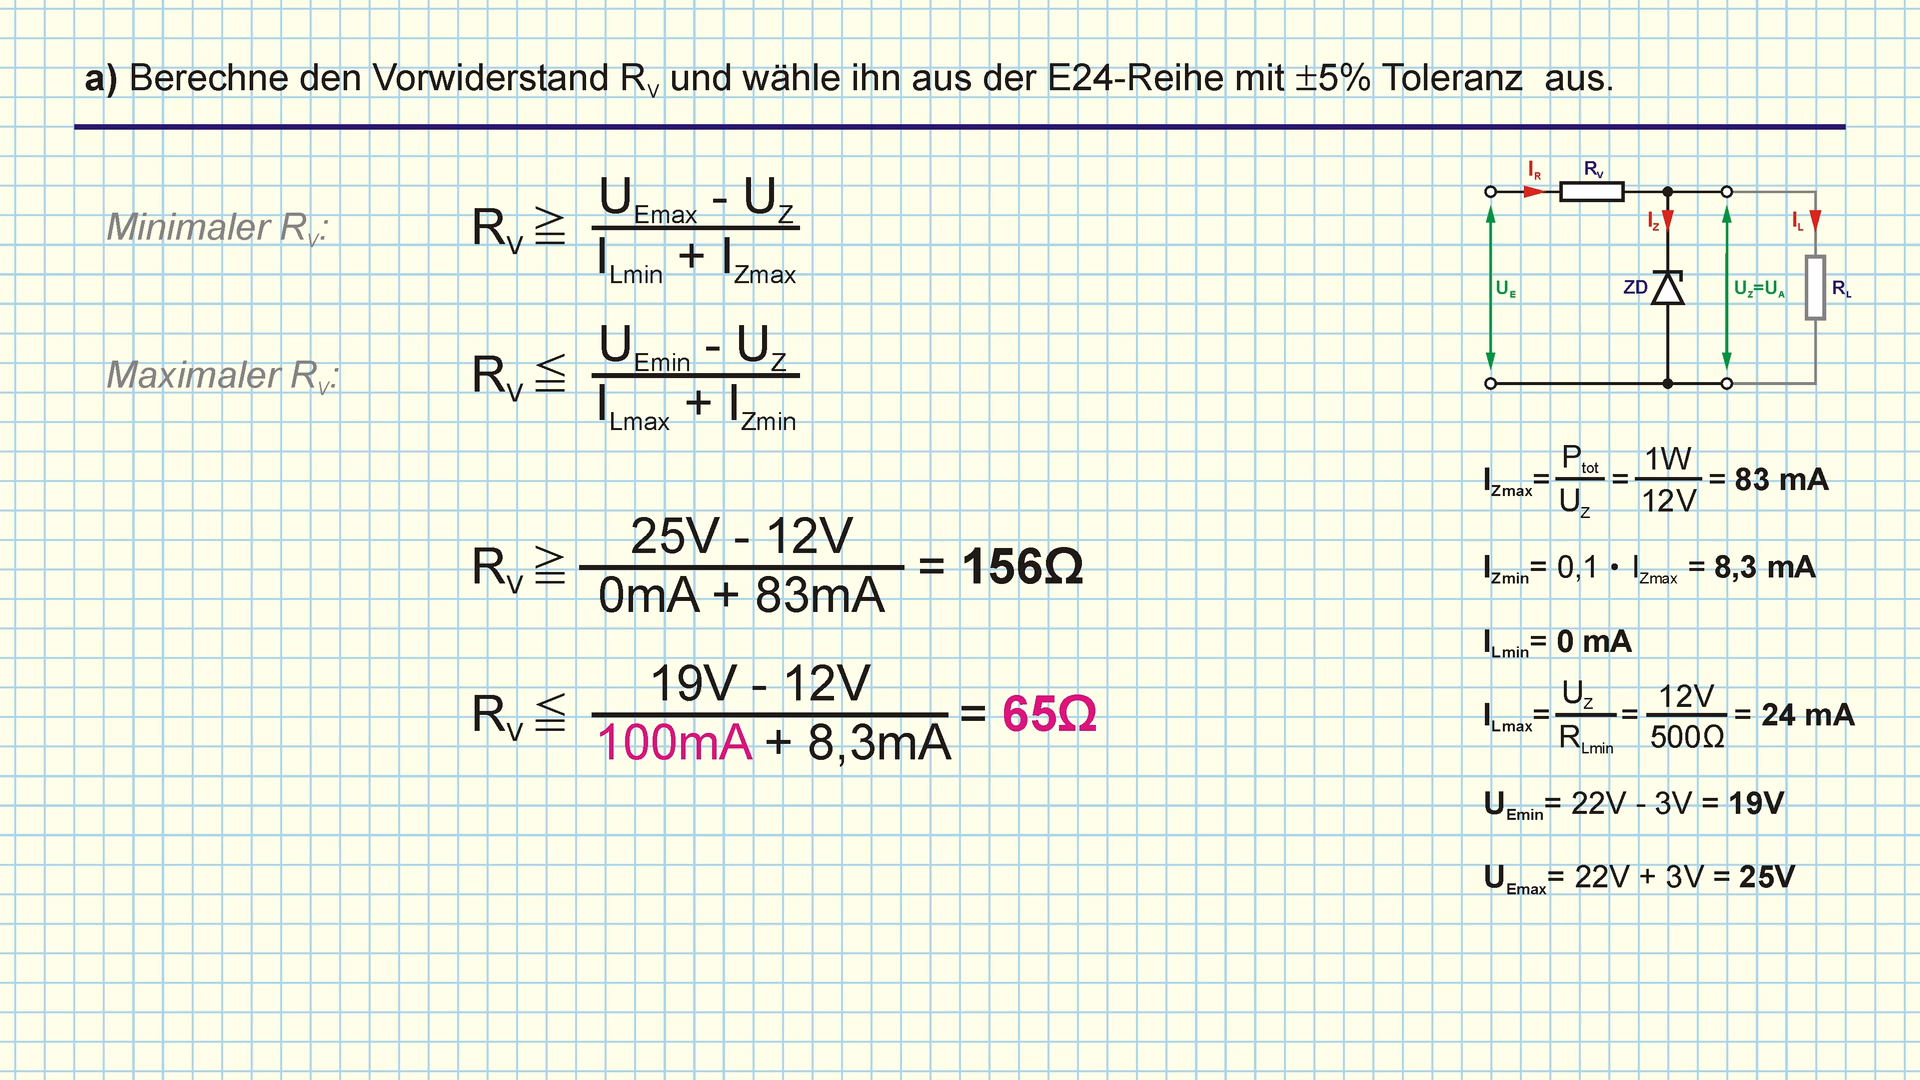 a) Berechne den Vorwiderstand RV und wähle ihn aus der E24-Reihe mit ±5% Toleranz aus.
Minimaler RV:
RV ≧ UEmax - UZ
ILmin + IZmax
Maximaler RV:
RV ≦ UEmin - UZ
ILmax + IZmin
RV ≧ 25V - 12V
0mA + 83mA
= 156Ω
RV ≦ 19V - 12V
100mA + 8,3mA
= 65Ω
IR
RV
IZ
IL
UE
ZD
UZ=UA
RL
IZmax= Ptot
UZ
= 1W
12V
= 83 mA
IZmin= 0,1 • IZmax = 8,3 mA
ILmin= 0 mA
ILmax= UZ
RLmin
= 12V
500Ω
= 24 mA
UEmin= 22V - 3V = 19V
UEmax= 22V + 3V = 25V